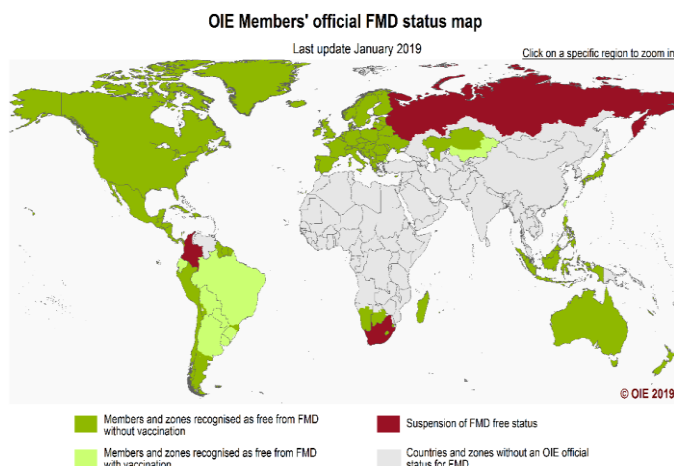 OIE Members' official FMD status map
Last update January 2019
Click on a specific region to zoom in
© OIE 2019
Members and zones recognised as free from FMD
without vaccination
Suspension of FMD free status
Members and zones recognised as free from FMD
with vaccination
Countries and zones without an OIE official
status for FMD